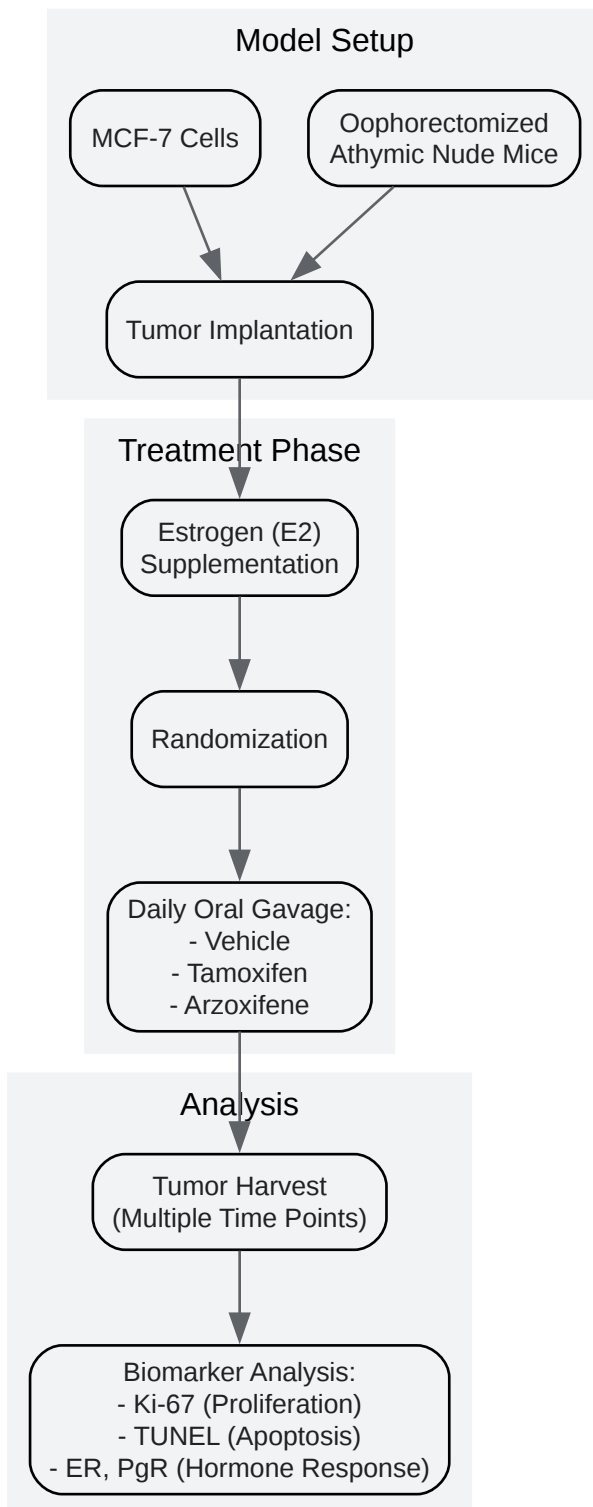 Model Setup
MCF-7 Cells
Oophorectomized
Athymic Nude Mice
Tumor Implantation
Treatment Phase
Estrogen (E2)
Supplementation
Randomization
Daily Oral Gavage:
- Vehicle
- Tamoxifen
- Arzoxifene
Analysis
Tumor Harvest
(Multiple Time Points)
Biomarker Analysis:
- Ki-67 (Proliferation)
- TUNEL (Apoptosis)
- ER, PgR (Hormone Response)